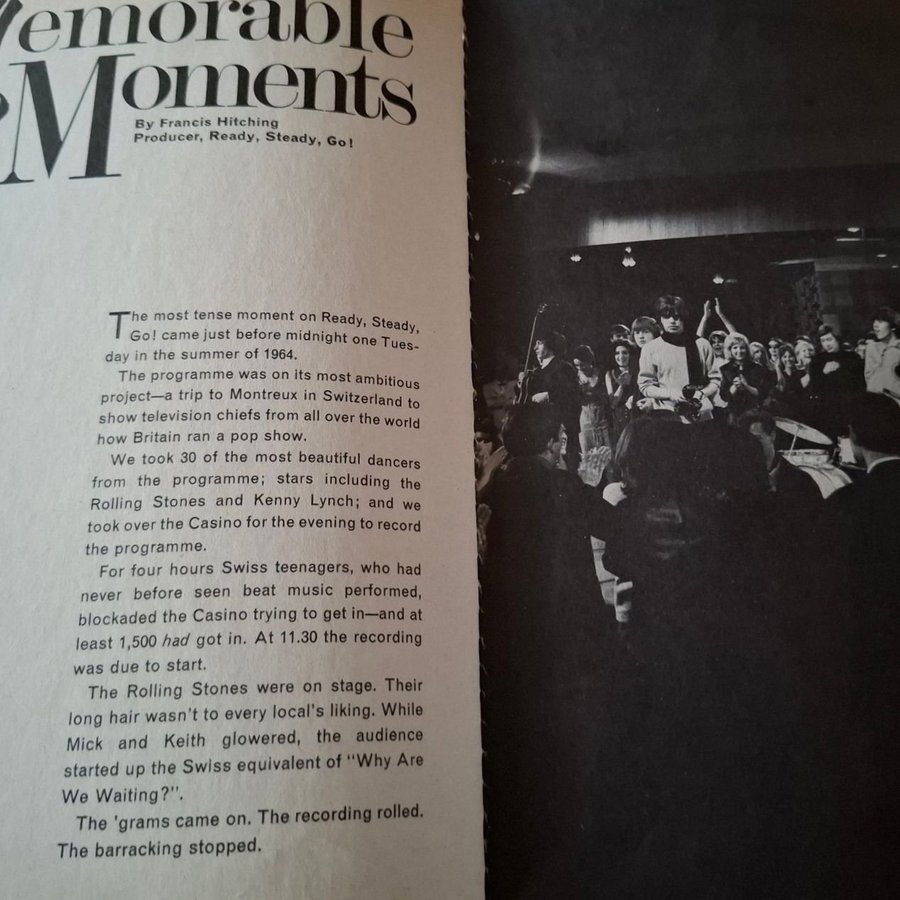 Memorable
Moments
By Francis Hitching
Producer, Ready, Steady, Go!
The most tense moment on Ready, Steady,
Go! came just before midnight one Tues-
day in the summer of 1964.
The programme was on its most ambitious
project—a trip to Montreux in Switzerland to
show television chiefs from all over the world
how Britain ran a pop show.
We took 30 of the most beautiful dancers
from the programme; stars including the
Rolling Stones and Kenny Lynch; and we
took over the Casino for the evening to record
the programme.
For four hours Swiss teenagers, who had
never before seen beat music performed,
blockaded the Casino trying to get in—and at
least 1,500 had got in. At 11.30 the recording
was due to start.
The Rolling Stones were on stage. Their
long hair wasn't to every local's liking. While
Mick and Keith glowered, the audience
started up the Swiss equivalent of "Why Are
We Waiting?".
The 'grams came on. The recording rolled.
The barracking stopped.